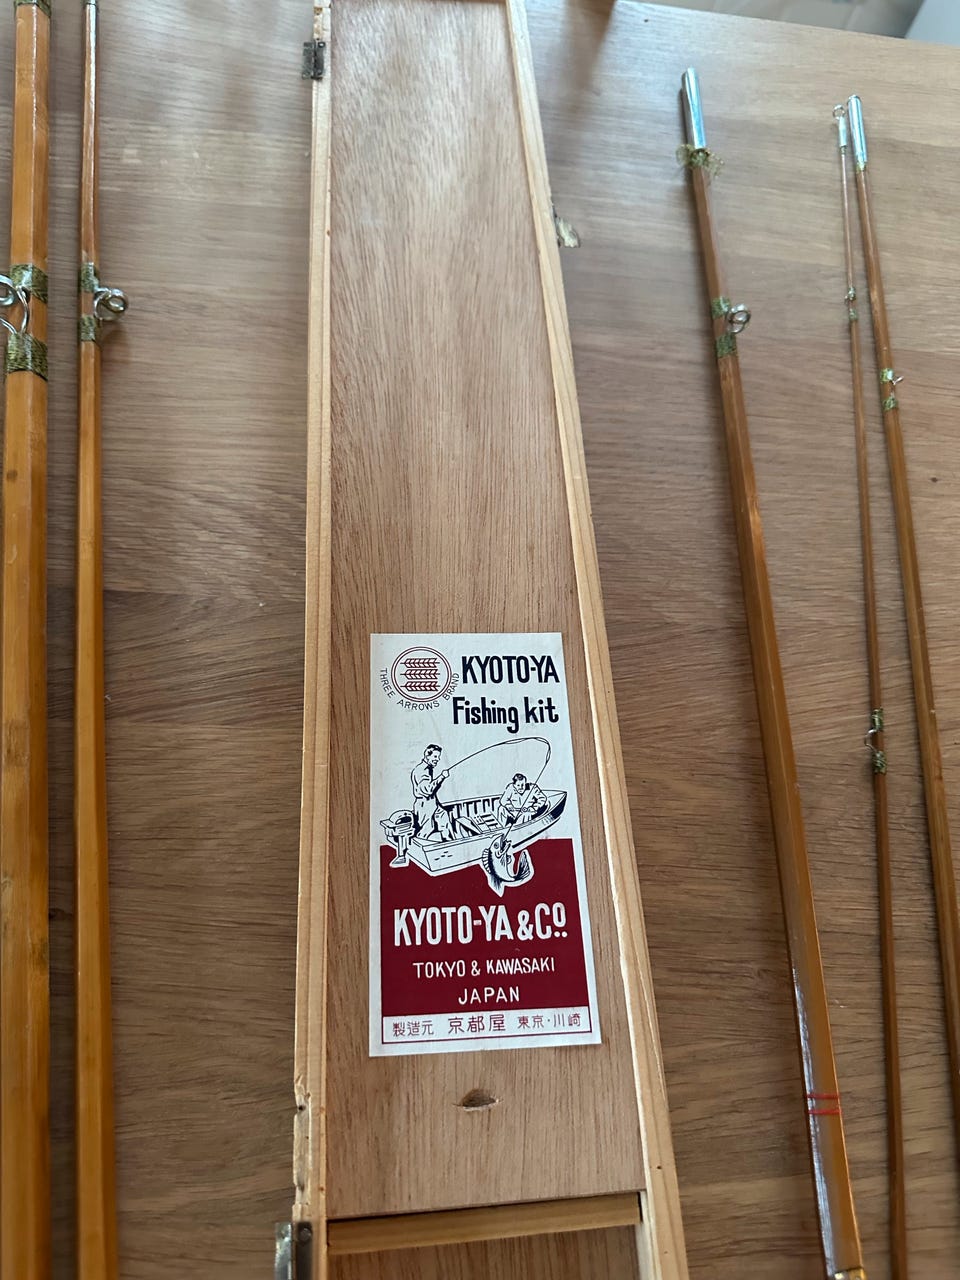 THREE ARROWS BRAND
KYOTO-YA
Fishing kit
KYOTO-YA & Co.
TOKYO & KAWASAKI
JAPAN
製造元 京都屋 東京・川崎